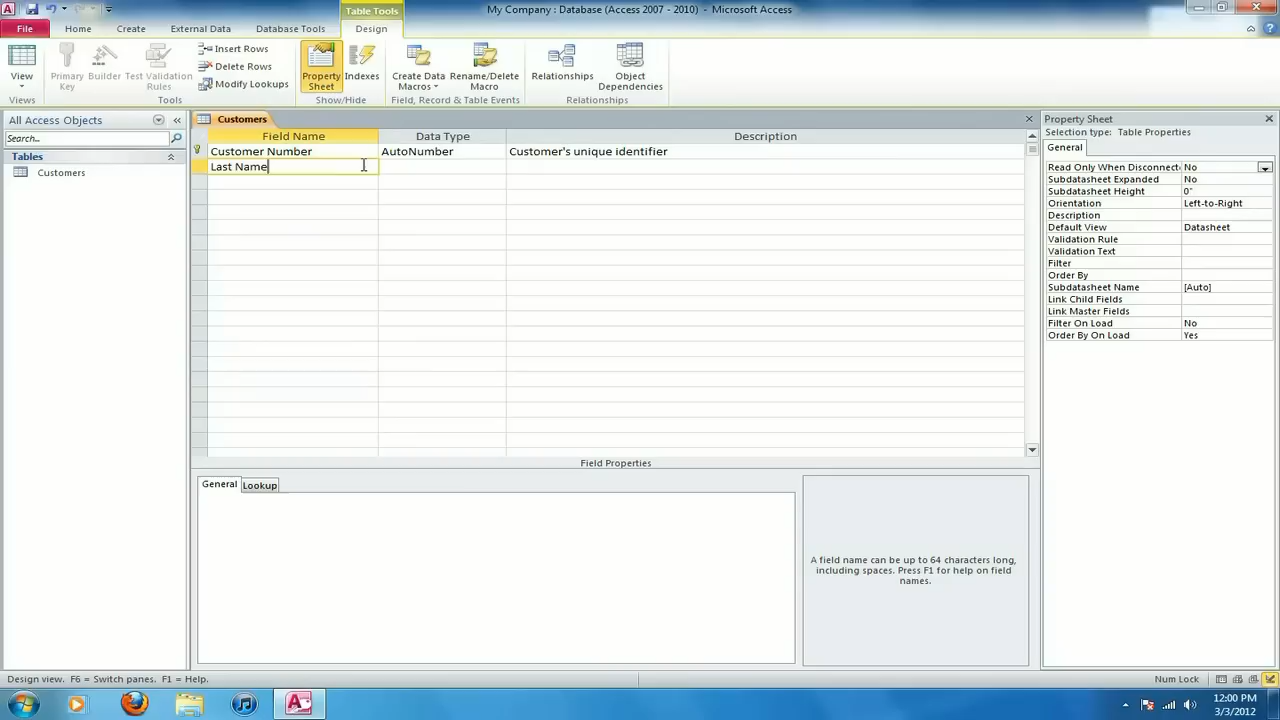 Table Tools
My Company : Database (Access 2007 - 2010) - Microsoft Access
File Home Create External Data Database Tools Design
View
Primary Key
Builder
Test Validation Rules
Insert Rows
Delete Rows
Modify Lookups
Property Sheet
Indexes
Create Data Macros
Rename/Delete Macro
Relationships
Object Dependencies
Views Tools Show/Hide Field, Record & Table Events Relationships
All Access Objects
Search...
Tables
Customers
Customers
Field Name Data Type Description
Customer Number AutoNumber Customer's unique identifier
Last Name
Field Properties
General Lookup
A field name can be up to 64 characters long,
including spaces. Press F1 for help on field
names.
Property Sheet
Selection type: Table Properties
General
Read Only When Disconnect No
Subdatasheet Expanded No
Subdatasheet Height 0"
Orientation Left-to-Right
Description
Default View Datasheet
Validation Rule
Validation Text
Filter
Order By
Subdatasheet Name [Auto]
Link Child Fields
Link Master Fields
Filter On Load No
Order By On Load Yes
Design view. F6 = Switch panes. F1 = Help.
Num Lock
12:00 PM
3/3/2012